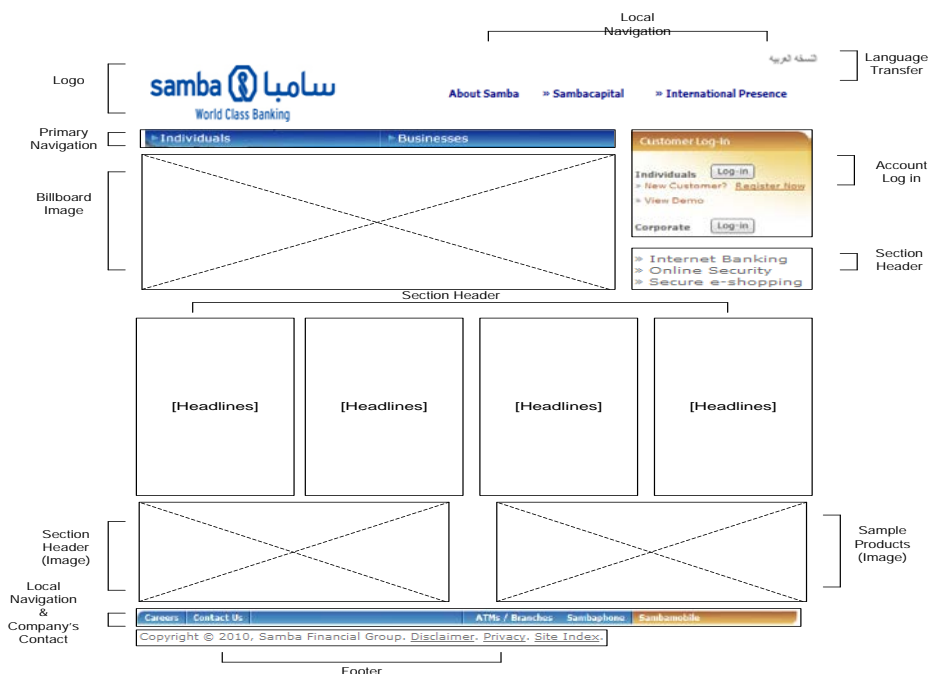 Local
Navigation
النسخة العربية
Language
Transfer
Logo
samba سامبا
World Class Banking
About Samba » Sambacapital » International Presence
Primary
Navigation
Individuals Businesses
Customer Log-in
Account
Log in
Individuals Log-in
» New Customer? Register Now
» View Demo
Corporate Log-in
Billboard
Image
» Internet Banking
» Online Security
» Secure e-shopping
Section
Header
Section Header
[Headlines] [Headlines] [Headlines] [Headlines]
Section
Header
(Image)
Sample
Products
(Image)
Local
Navigation
&
Company's
Contact
Careers Contact Us ATMs / Branches Sambaphone Sambamobile
Copyright © 2010, Samba Financial Group. Disclaimer. Privacy. Site Index.
Footer